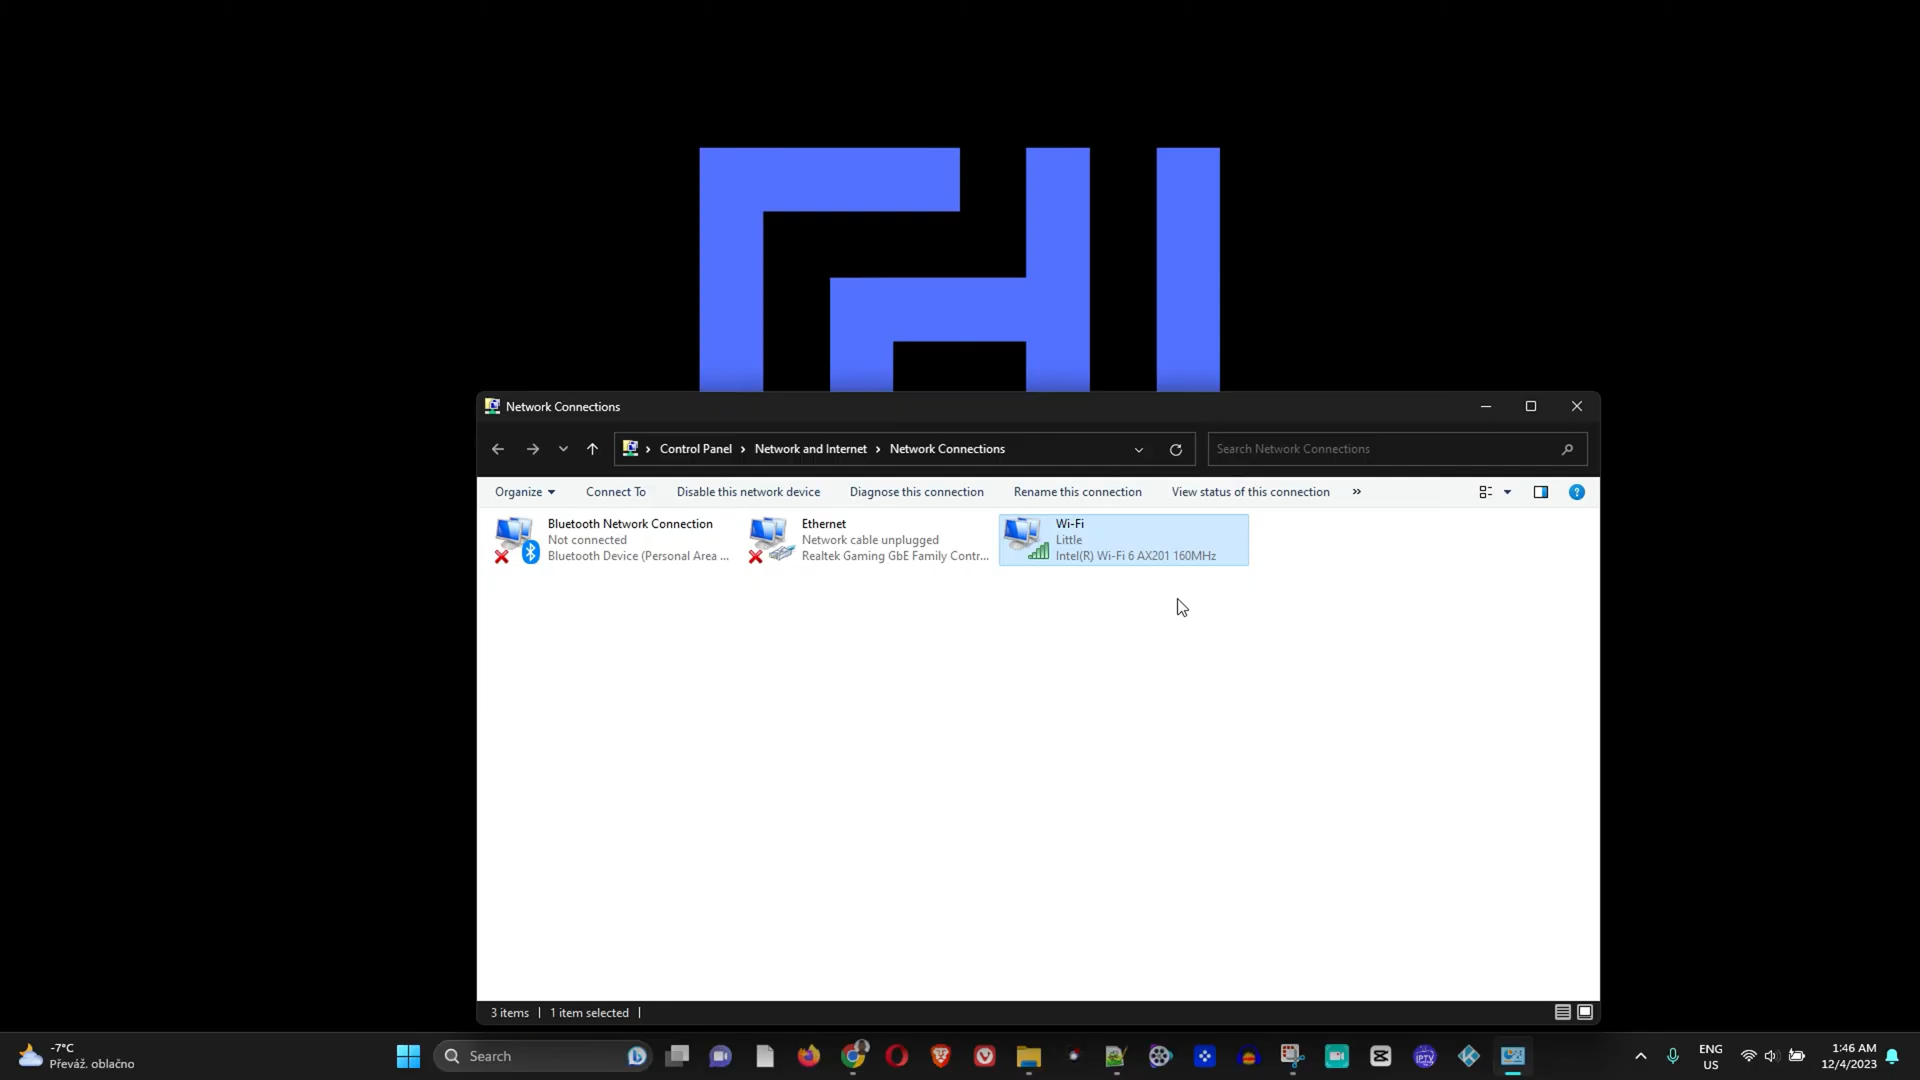 Network Connections
Control Panel › Network and Internet › Network Connections
Search Network Connections
Organize Connect To Disable this network device Diagnose this connection Rename this connection View status of this connection »
Bluetooth Network Connection
Not connected
Bluetooth Device (Personal Area ...
Ethernet
Network cable unplugged
Realtek Gaming GbE Family Contr...
Wi-Fi
Little
Intel(R) Wi-Fi 6 AX201 160MHz
3 items 1 item selected
-7°C
Převáž. oblačno
Search
IPTV
ENG
US
1:46 AM
12/4/2023